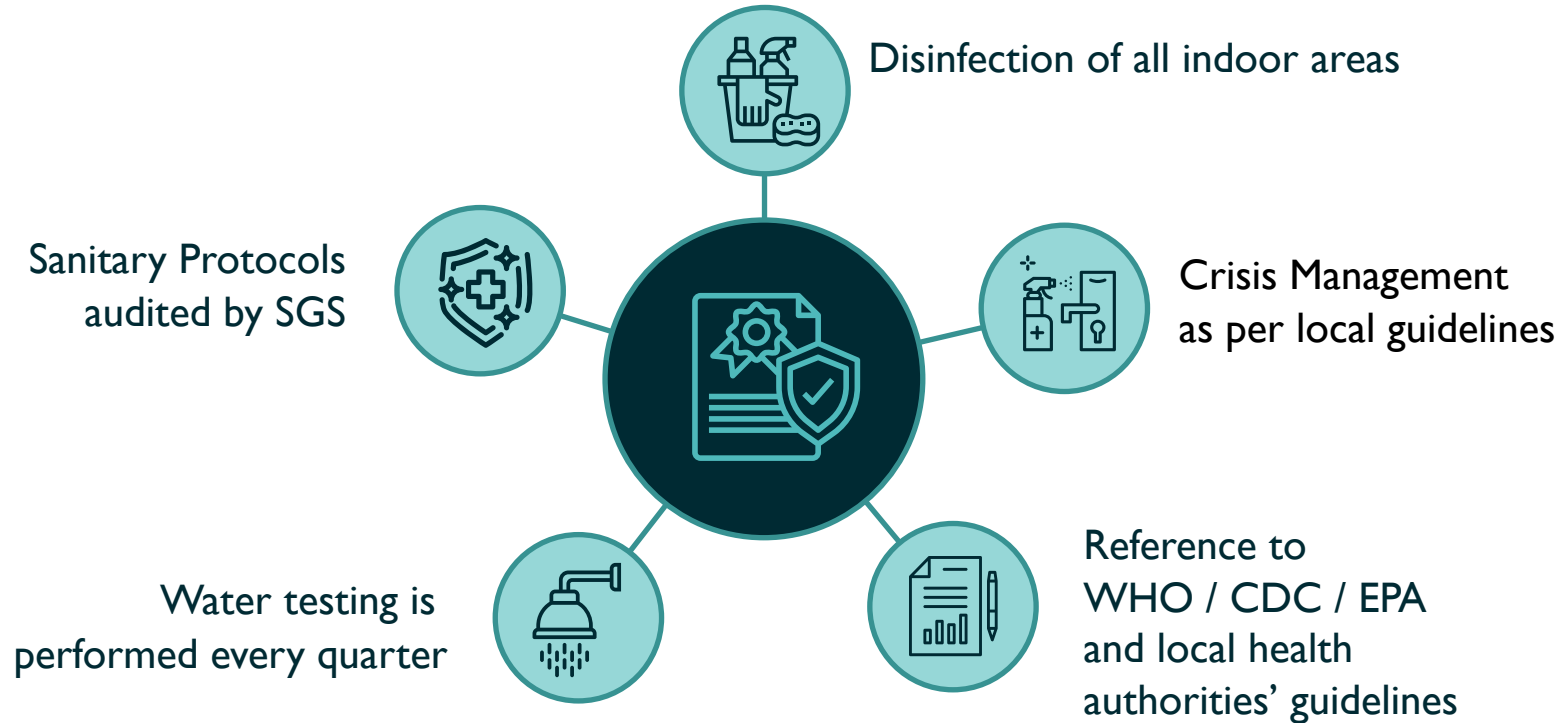 Disinfection of all indoor areas
Sanitary Protocols
audited by SGS
Crisis Management
as per local guidelines
Water testing is
performed every quarter
Reference to
WHO / CDC / EPA
and local health
authorities’ guidelines